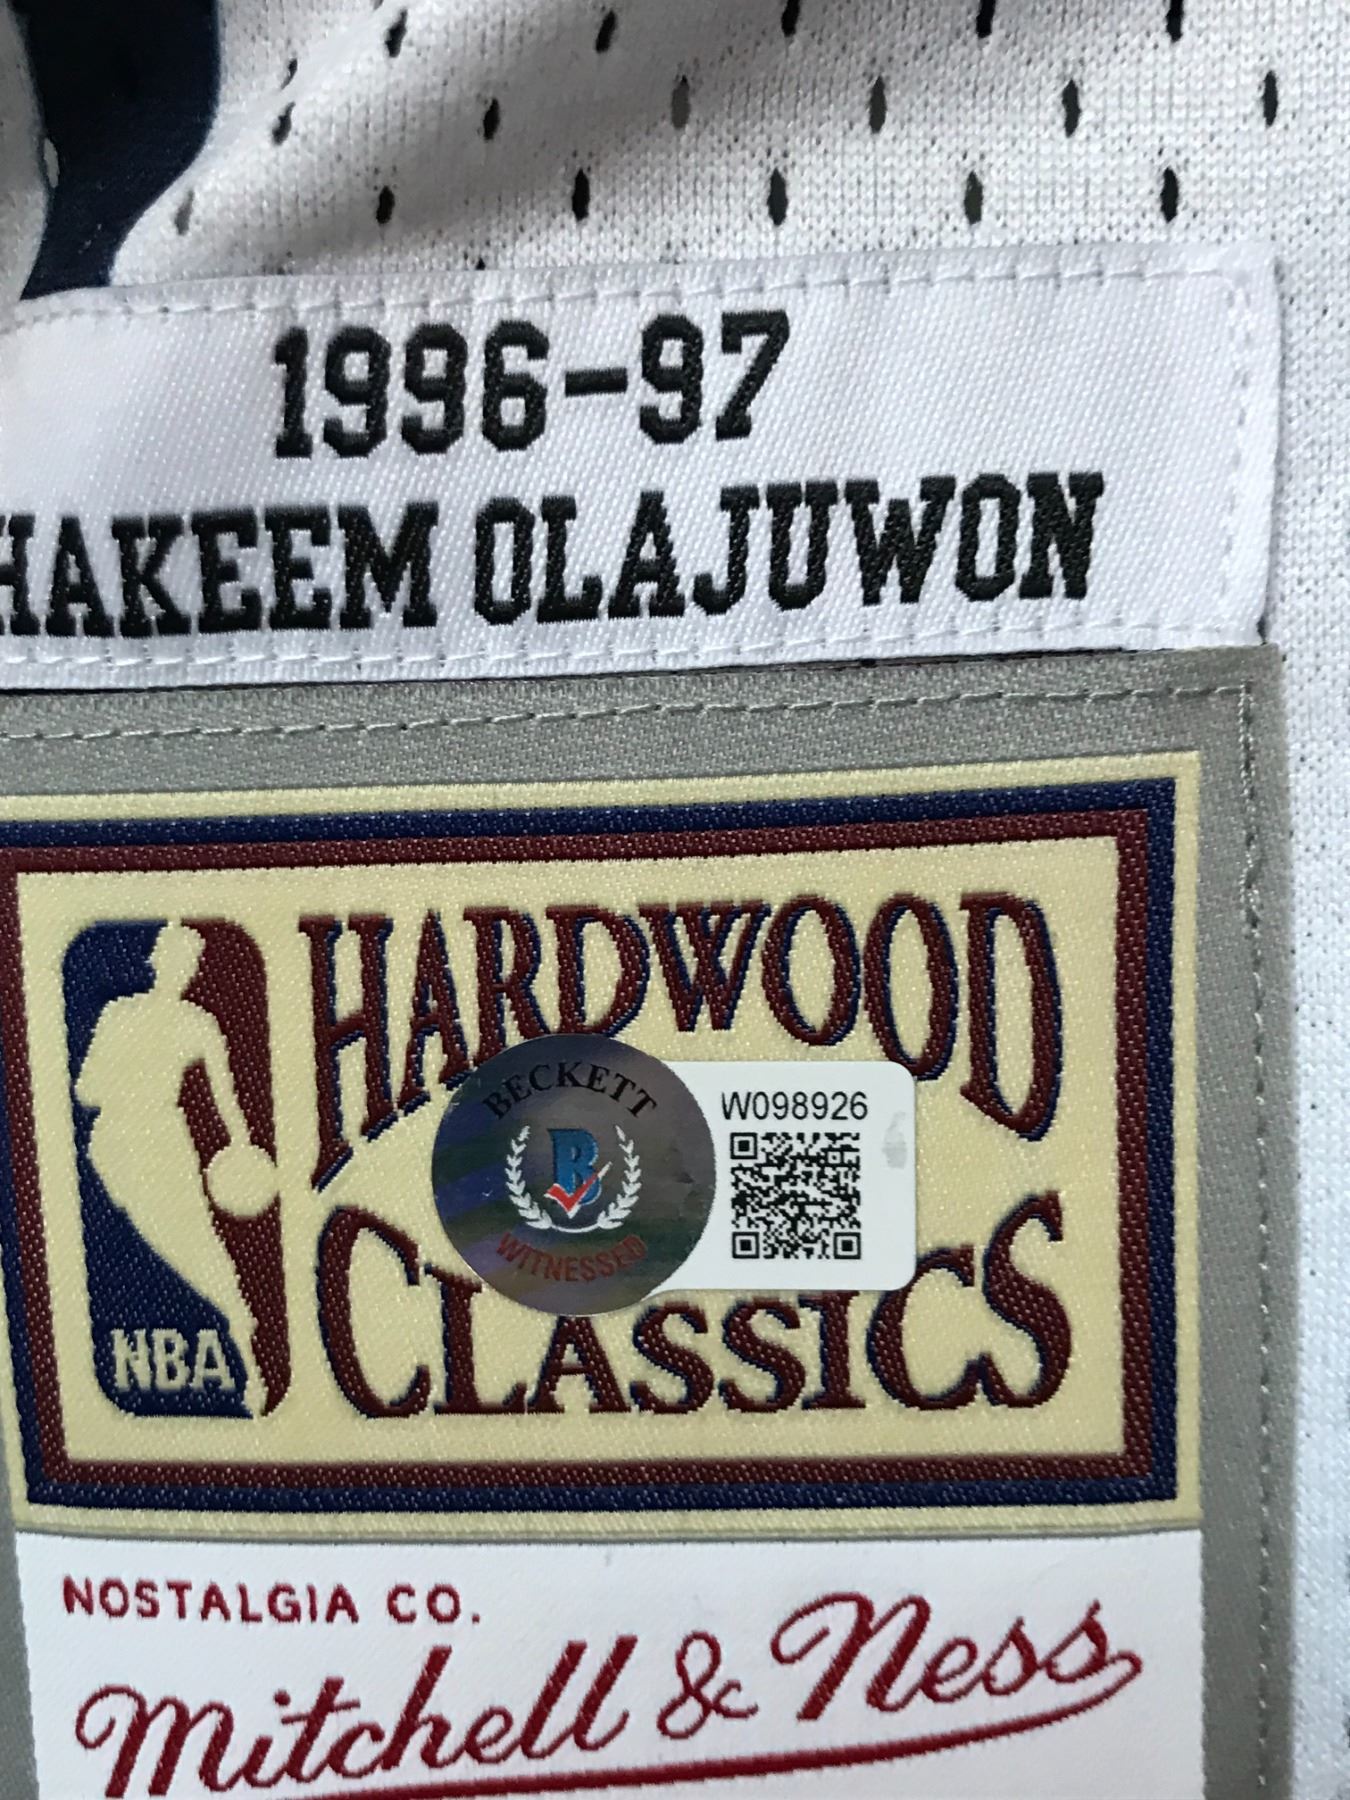 1996-97
HAKEEM OLAJUWON
HARDWOOD
CLASSICS
NBA
BECKETT
B
WITNESSED
W098926
NOSTALGIA CO.
Mitchell & Ness